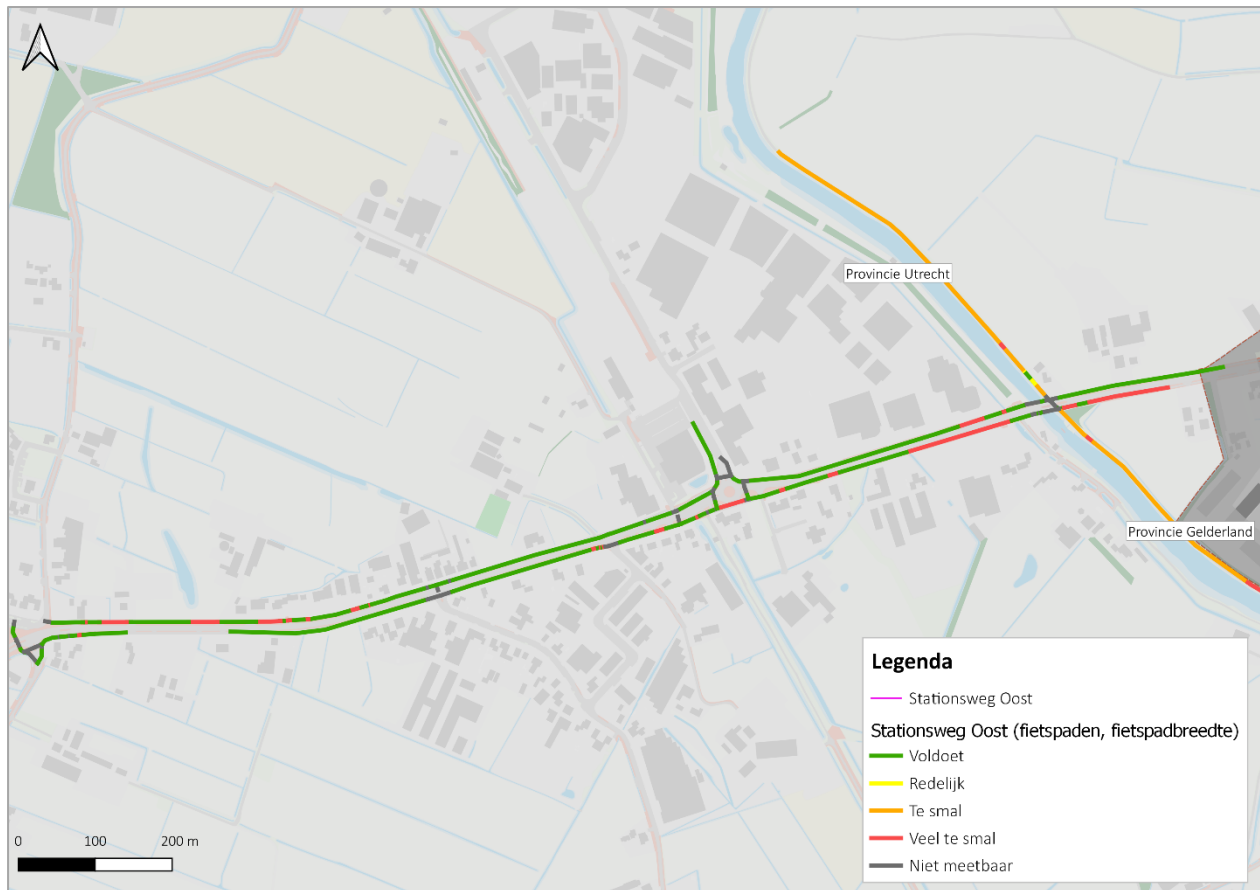 Provincie Utrecht
Provincie Gelderland
Legenda
Stationsweg Oost
Stationsweg Oost (fietspaden, fietspadbreedte)
Voldoet
Redelijk
Te smal
Veel te smal
Niet meetbaar
0 100 200 m